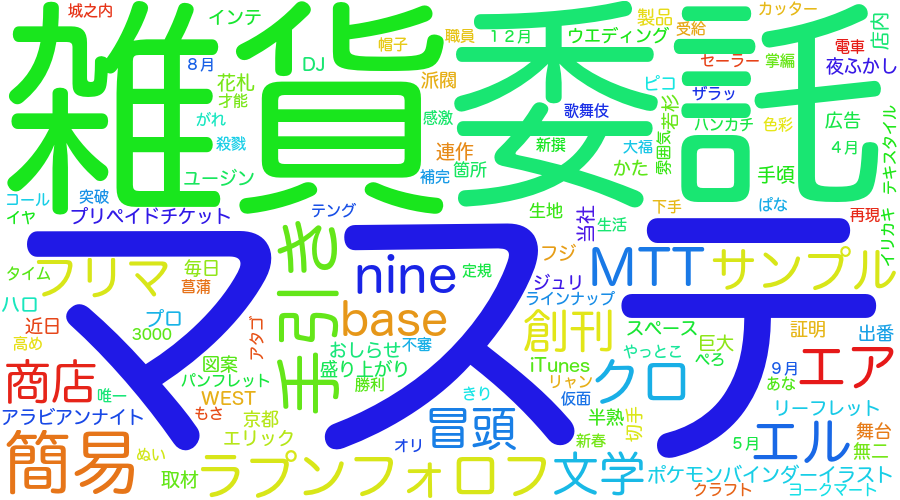 雑貨
委託
マステ
城之内
インテ
帽子
職員
12月
ウエディング
製品
受給
カッター
店内
8月
DJ
花札
才能
派閥
ピコ
セーラー
掌編
電車
夜ふかし
ザラッ
がれ
感激
歌舞伎
若杉
ハンカチ
色彩
広告
テキスタイル
殺戮
連作
新撰
大福
雰囲気
4月
ユージン
補完
箇所
かた
手頃
コール
突破
イヤ
プリペイドチケット
テング
生地
当社
生活
下手
ぱな
再現
イリカキ
タイム
フリマ
毎日
菖蒲
手引き
nine
定規
フジ
ジュリ
MTT
サンプル
ラインナップ
ハロ
近日
プロ
3000
アタゴ
base
創刊
スペース
巨大
証明
出番
高め
図案
おしらせ
不審
やっとこ
ぺろ
商店
パンフレット
盛り上がり
iTunes
クロ
9月
エア
唯一
WEST
勝利
リャン
あな
アラビアンナイト
もさ
京都
きり
仮面
半熟
リーフレット
簡易
エリック
オリ
冒頭
新春
切手
5月
エル
舞台
無二
ぬい
取材
ラプンフォロフ
文学
ポケモンバインダーイラスト
クラフト
ヨークマート